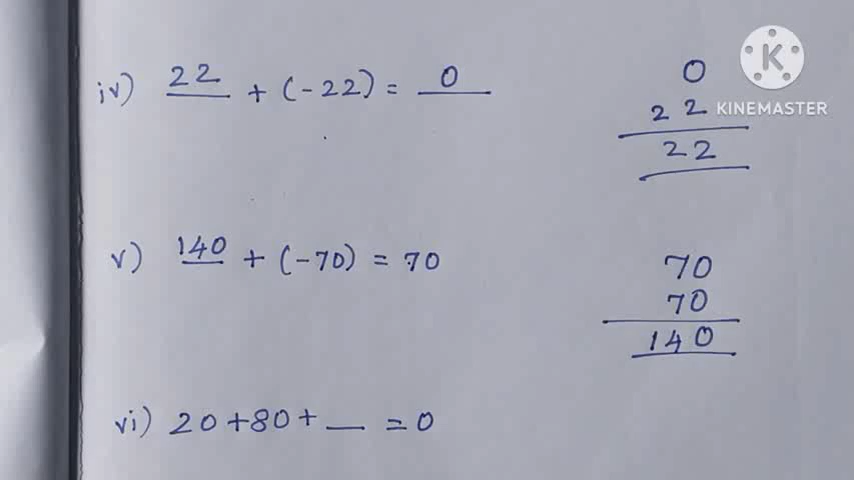 iv) 22 + (-22) = 0
0
22
22
KINEMASTER
v) 140 + (-70) = 70
70
70
140
vi) 20+80+__ =0